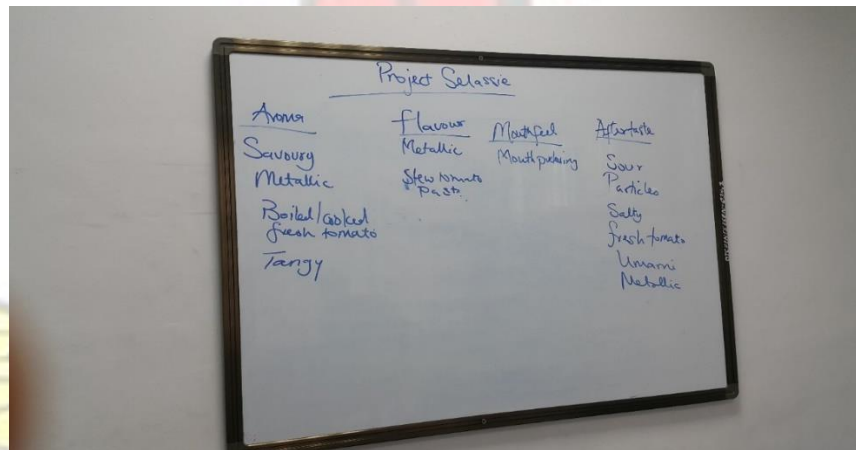 Project Selassie
Aroma
Savoury
Metallic
Boiled/cooked
fresh tomato
Tangy
Flavour
Metallic
Stew tomato
paste
Mouthfeel
Mouth
Aftertaste
Sour
Particles
Salty
fresh tomato
Umami
Metallic